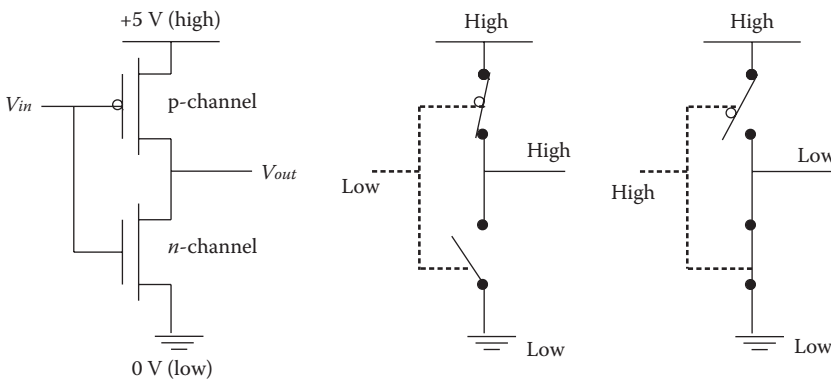 +5 V (high)
Vin
p-channel
Vout
n-channel
0 V (low)
High
High
Low
Low
High
Low
High
Low